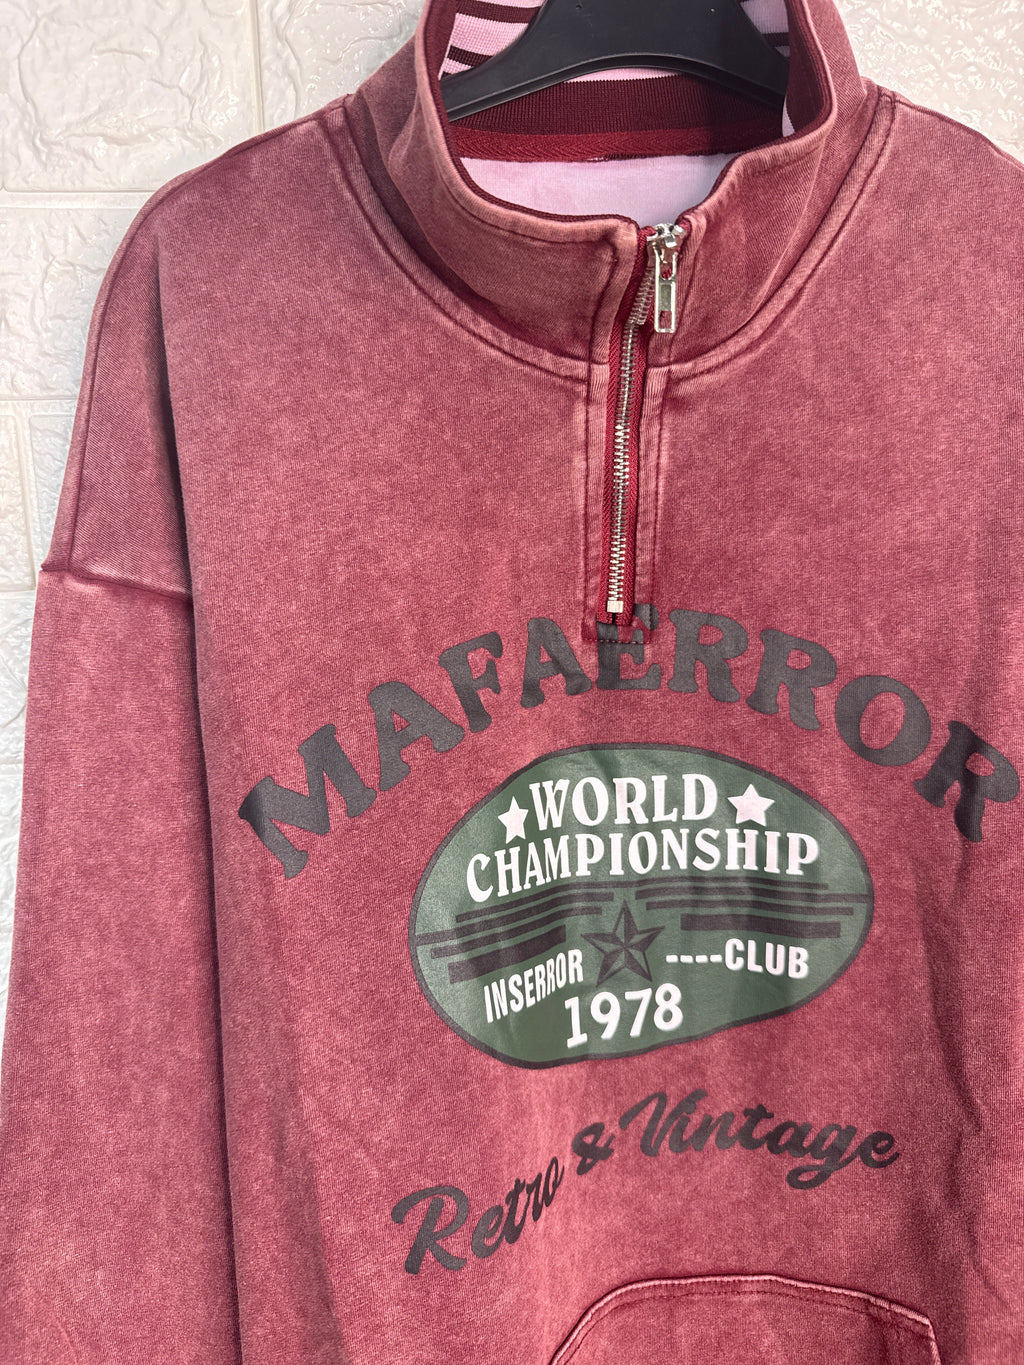 MAFAERROR
WORLD
CHAMPIONSHIP
INSERROR ----CLUB
1978
Retro & Vintage